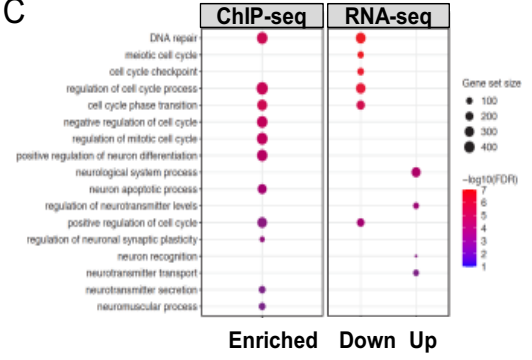 C
ChIP-seq RNA-seq
DNA repair
meiotic cell cycle
cell cycle checkpoint
regulation of cell cycle process
cell cycle phase transition
negative regulation of cell cycle
regulation of mitotic cell cycle
positive regulation of neuron differentiation
neurological system process
neuron apoptotic process
regulation of neurotransmitter levels
positive regulation of cell cycle
regulation of neuronal synaptic plasticity
neuron recognition
neurotransmitter transport
neurotransmitter secretion
neuromuscular process
Enriched Down Up
Gene set size
100
200
300
400
-log10(FDR)
7
6
5
4
3
2
1